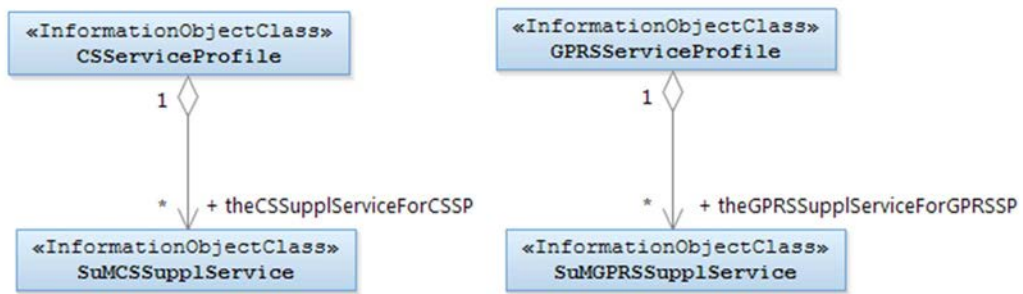 «InformationObjectClass»
CSServiceProfile
1
* + theCSSupplServiceForCSSP
«InformationObjectClass»
SuMCSSupplService
«InformationObjectClass»
GPRSServiceProfile
1
* + theGPRSSupplServiceForGPRSSP
«InformationObjectClass»
SuMGPRSSupplService